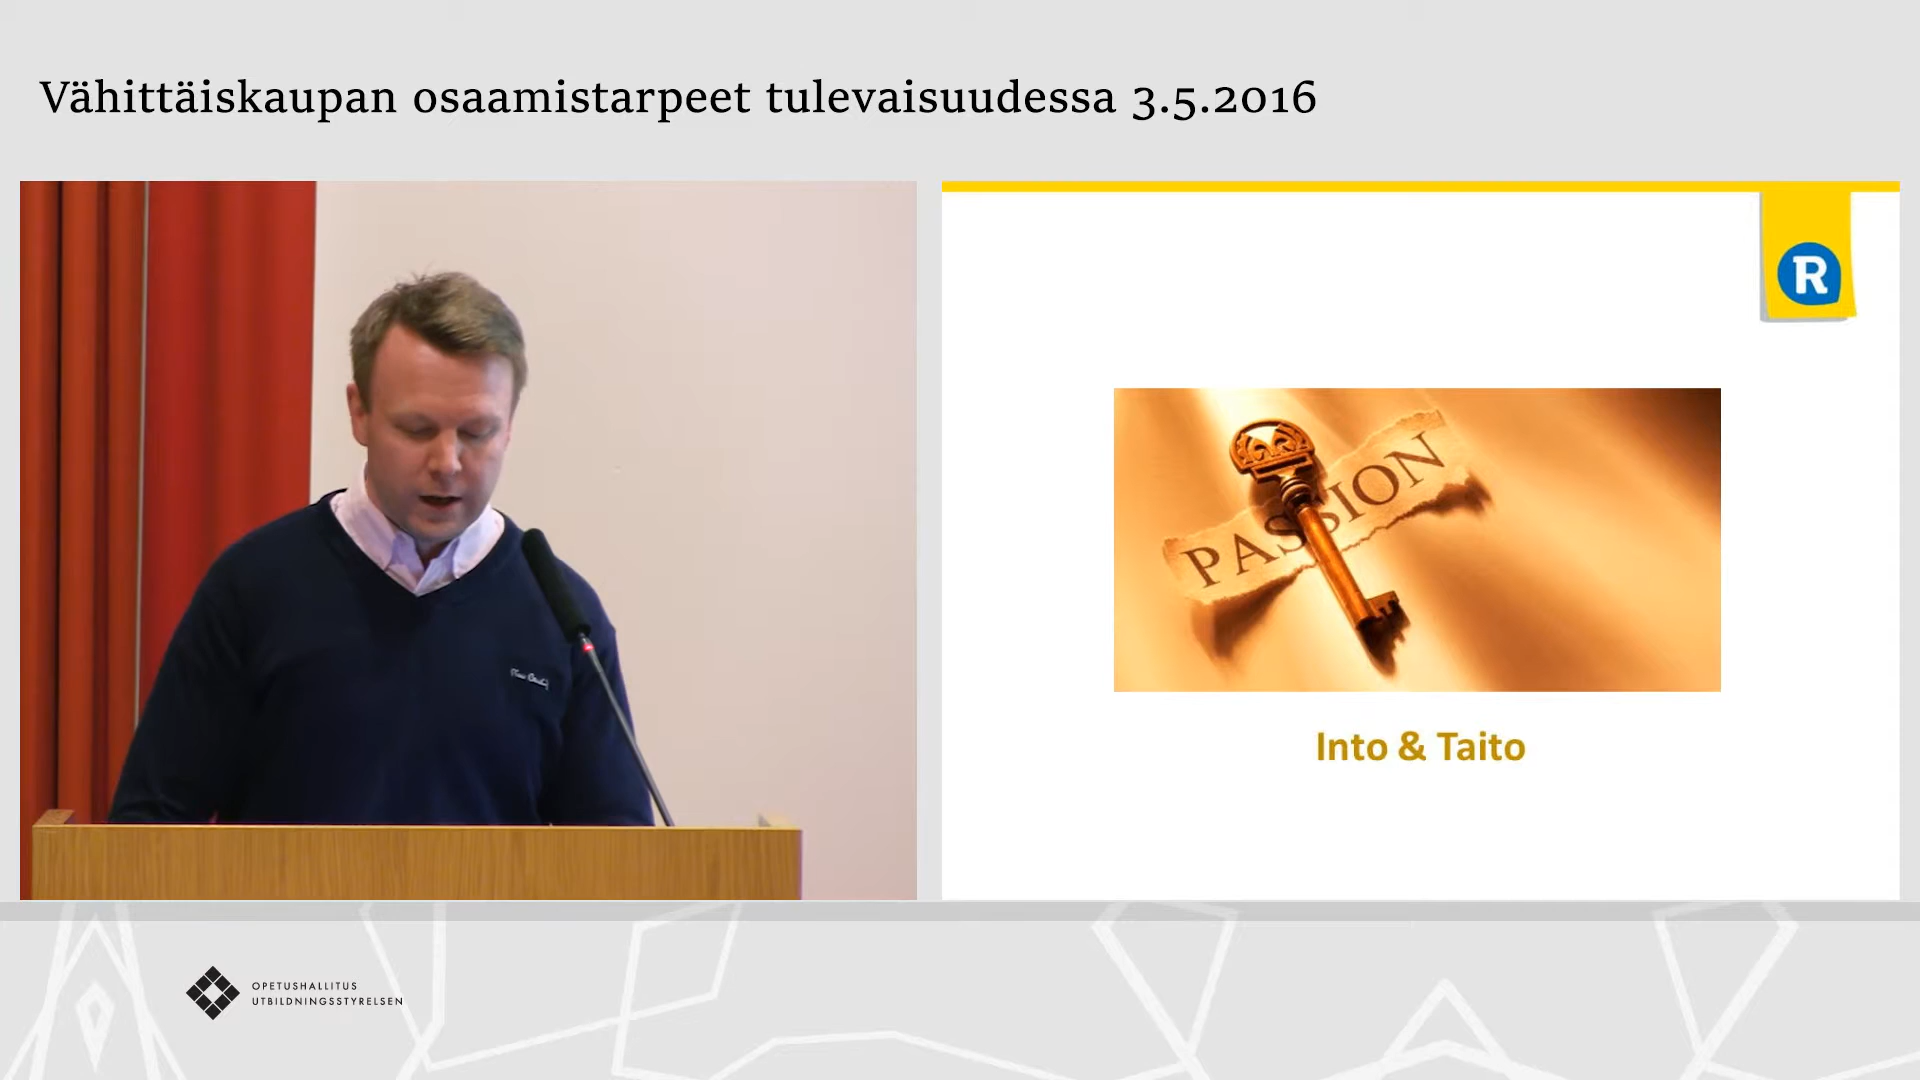 Vähittäiskaupan osaamistarpeet tulevaisuudessa 3.5.2016
R
PASSION
Into & Taito
OPETUSHALLITUS
UTBILDNINGSSTYRELSEN